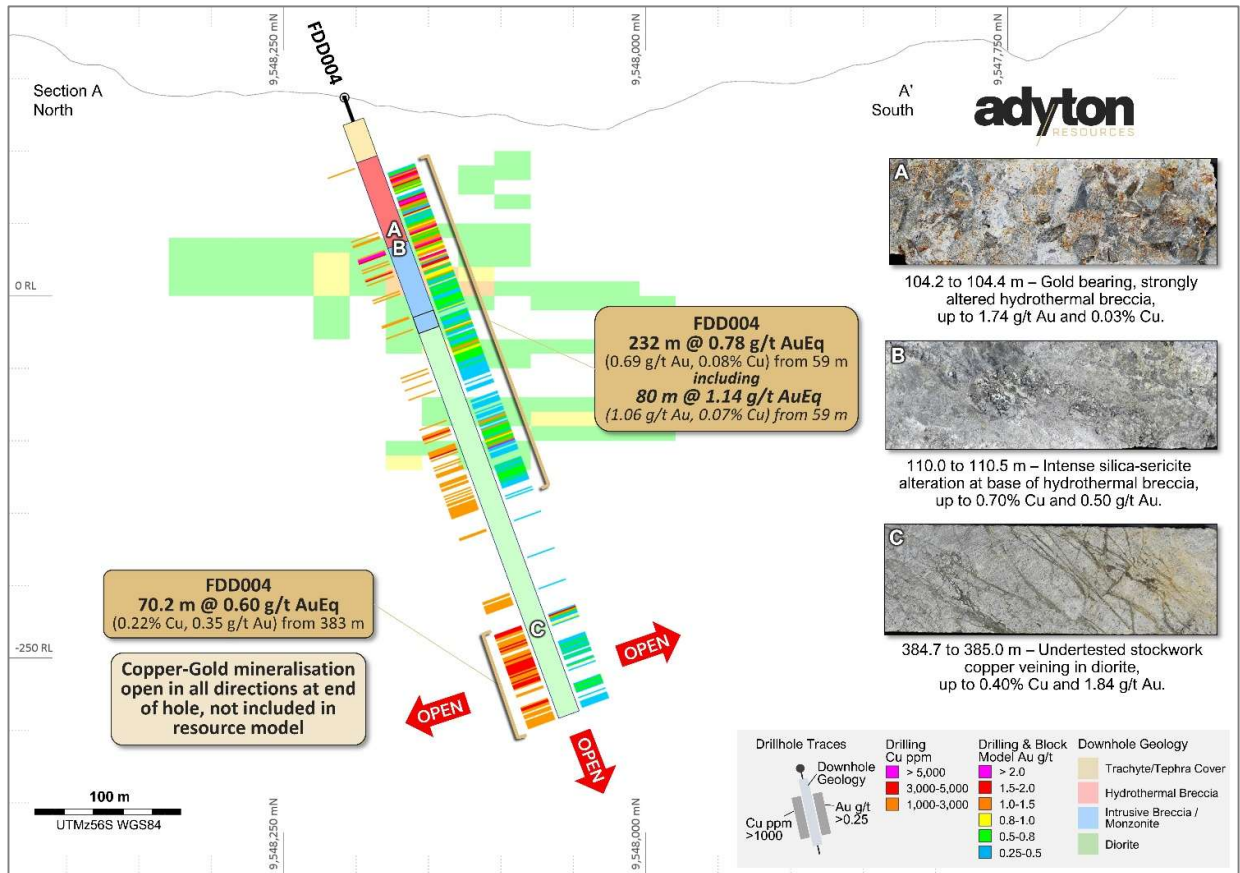 9,548,250 mN
9,548,000 mN
9,547,750 mN
FDD004
Section A
North
A'
South
adyton
RESOURCES
A
104.2 to 104.4 m – Gold bearing, strongly
altered hydrothermal breccia,
up to 1.74 g/t Au and 0.03% Cu.
B
110.0 to 110.5 m – Intense silica-sericite
alteration at base of hydrothermal breccia,
up to 0.70% Cu and 0.50 g/t Au.
C
384.7 to 385.0 m – Undertested stockwork
copper veining in diorite,
up to 0.40% Cu and 1.84 g/t Au.
A
B
0 RL
FDD004
232 m @ 0.78 g/t AuEq
(0.69 g/t Au, 0.08% Cu) from 59 m
including
80 m @ 1.14 g/t AuEq
(1.06 g/t Au, 0.07% Cu) from 59 m
FDD004
70.2 m @ 0.60 g/t AuEq
(0.22% Cu, 0.35 g/t Au) from 383 m
C
-250 RL
Copper-Gold mineralisation
open in all directions at end
of hole, not included in
resource model
OPEN
OPEN
OPEN
100 m
UTMz56S WGS84
9,548,250 mN
9,548,000 mN
Drillhole Traces
Downhole
Geology
Cu ppm
>1000
Au g/t
>0.25
Drilling
Cu ppm
> 5,000
3,000-5,000
1,000-3,000
Drilling & Block
Model Au g/t
> 2.0
1.5-2.0
1.0-1.5
0.8-1.0
0.5-0.8
0.25-0.5
Downhole Geology
Trachyte/Tephra Cover
Hydrothermal Breccia
Intrusive Breccia /
Monzonite
Diorite